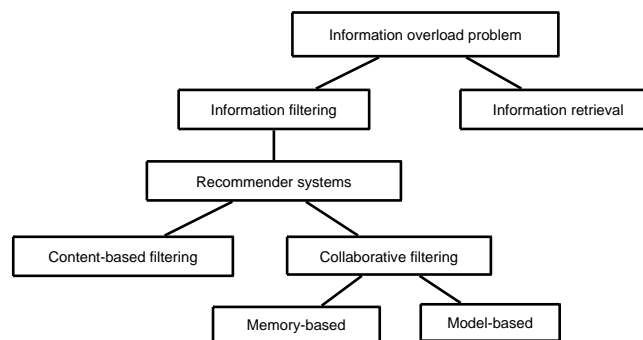 Information overload problem
Information filtering
Information retrieval
Recommender systems
Content-based filtering
Collaborative filtering
Memory-based
Model-based